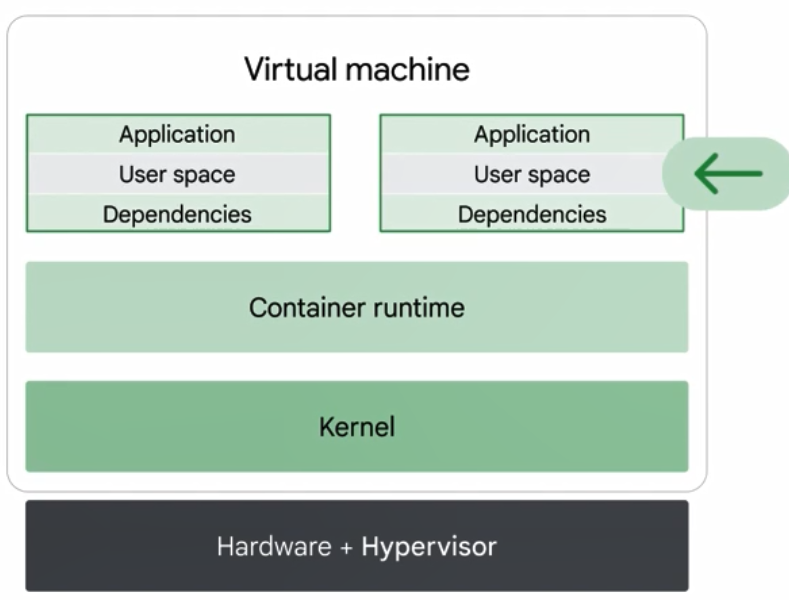 Virtual machine
Application
User space
Dependencies
Application
User space
Dependencies
Container runtime
Kernel
Hardware + Hypervisor